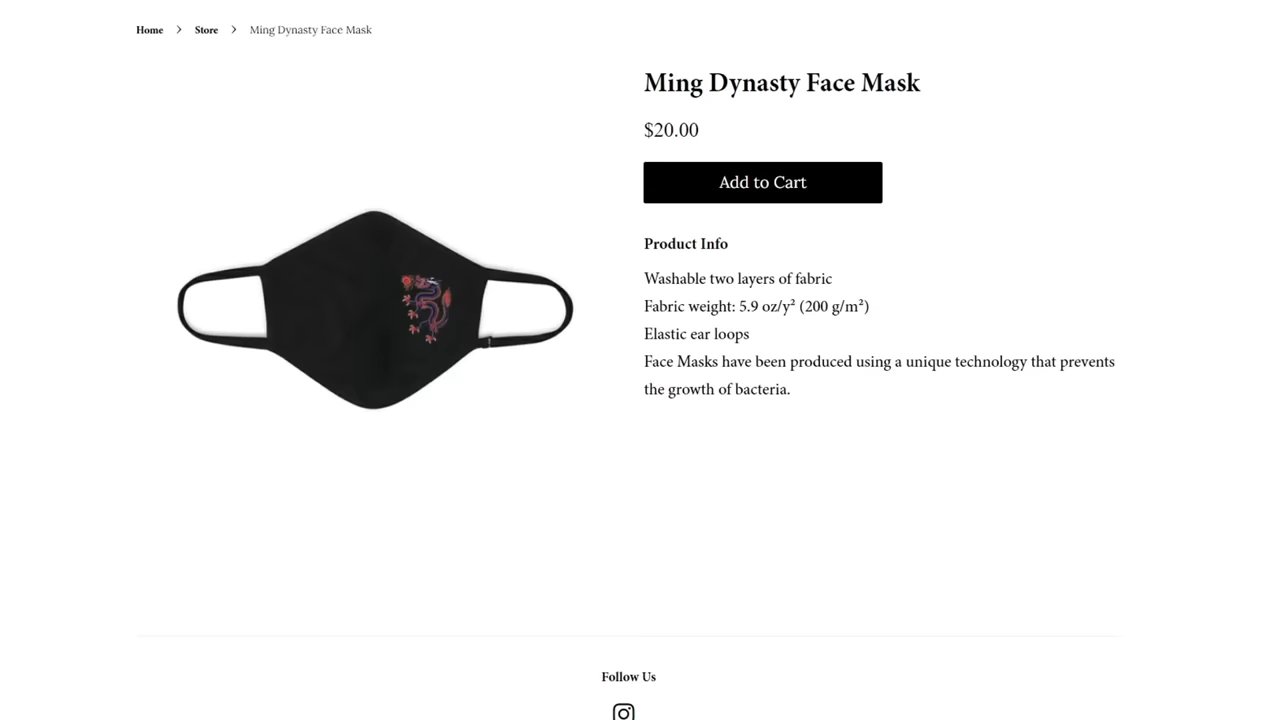 Home > Store > Ming Dynasty Face Mask
Ming Dynasty Face Mask
$20.00
Add to Cart
Product Info
Washable two layers of fabric
Fabric weight: 5.9 oz/y² (200 g/m²)
Elastic ear loops
Face Masks have been produced using a unique technology that prevents
the growth of bacteria.
Follow Us